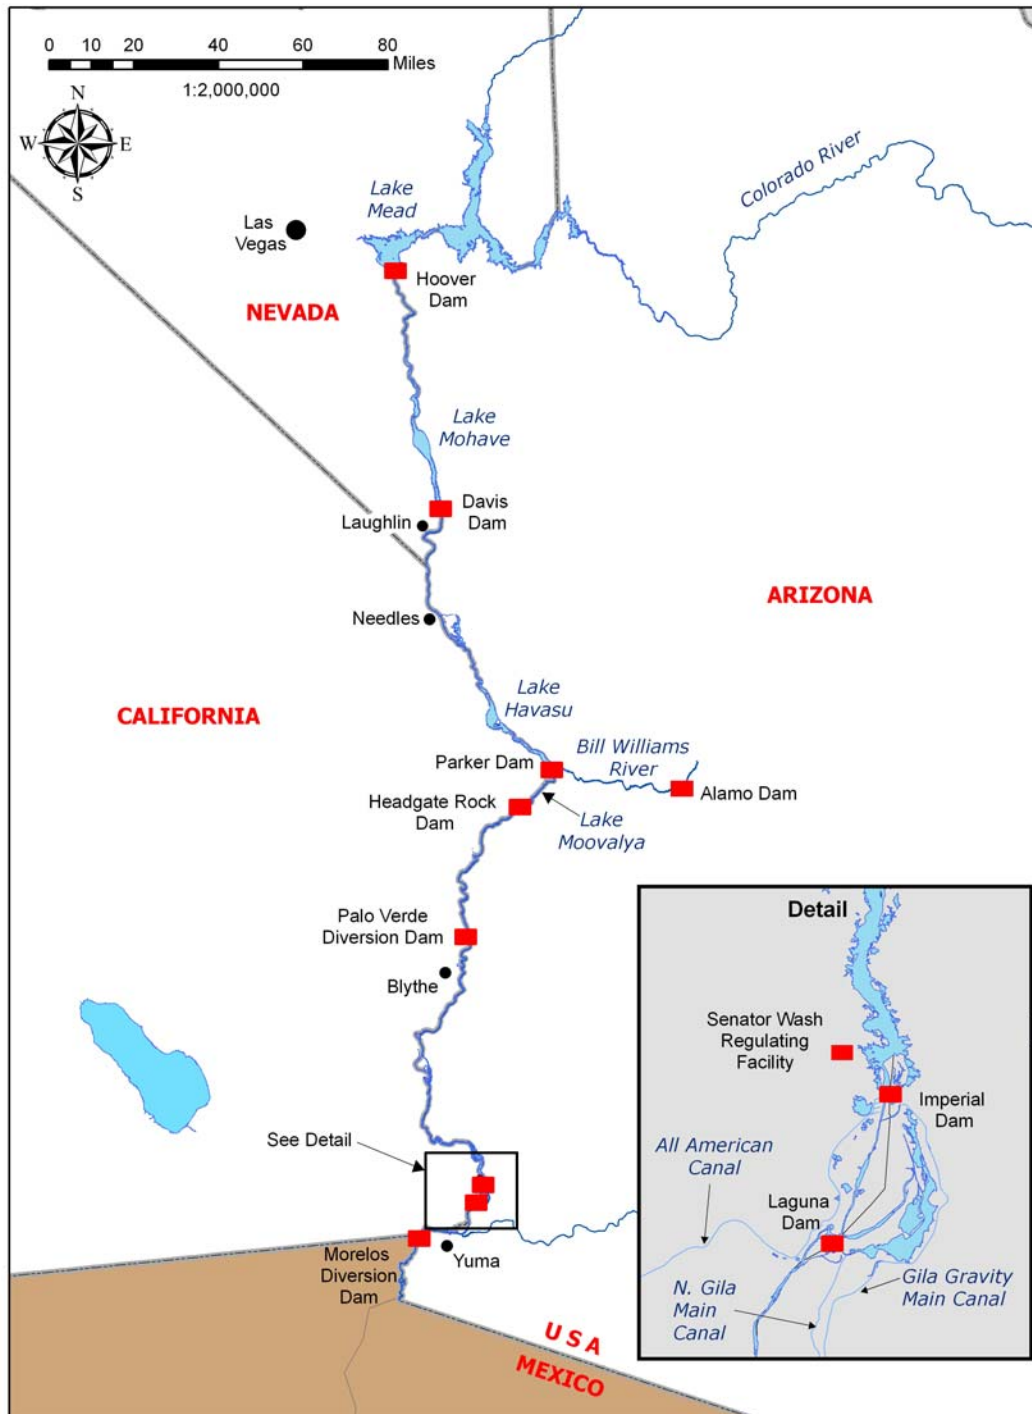 0 10 20 40 60 80
Miles
1:2,000,000
N
W E
S
Colorado River
Lake
Mead
Las
Vegas
Hoover
Dam
NEVADA
Lake
Mohave
Davis
Dam
Laughlin
ARIZONA
Needles
Lake
Havasu
CALIFORNIA
Bill Williams
River
Parker Dam
Alamo Dam
Headgate Rock
Dam
Lake
Moovalya
Palo Verde
Diversion Dam
Blythe
See Detail
Morelos
Diversion
Dam
Yuma
USA
MEXICO
Detail
Senator Wash
Regulating
Facility
Imperial
Dam
All American
Canal
Laguna
Dam
N. Gila
Main
Canal
Gila Gravity
Main Canal